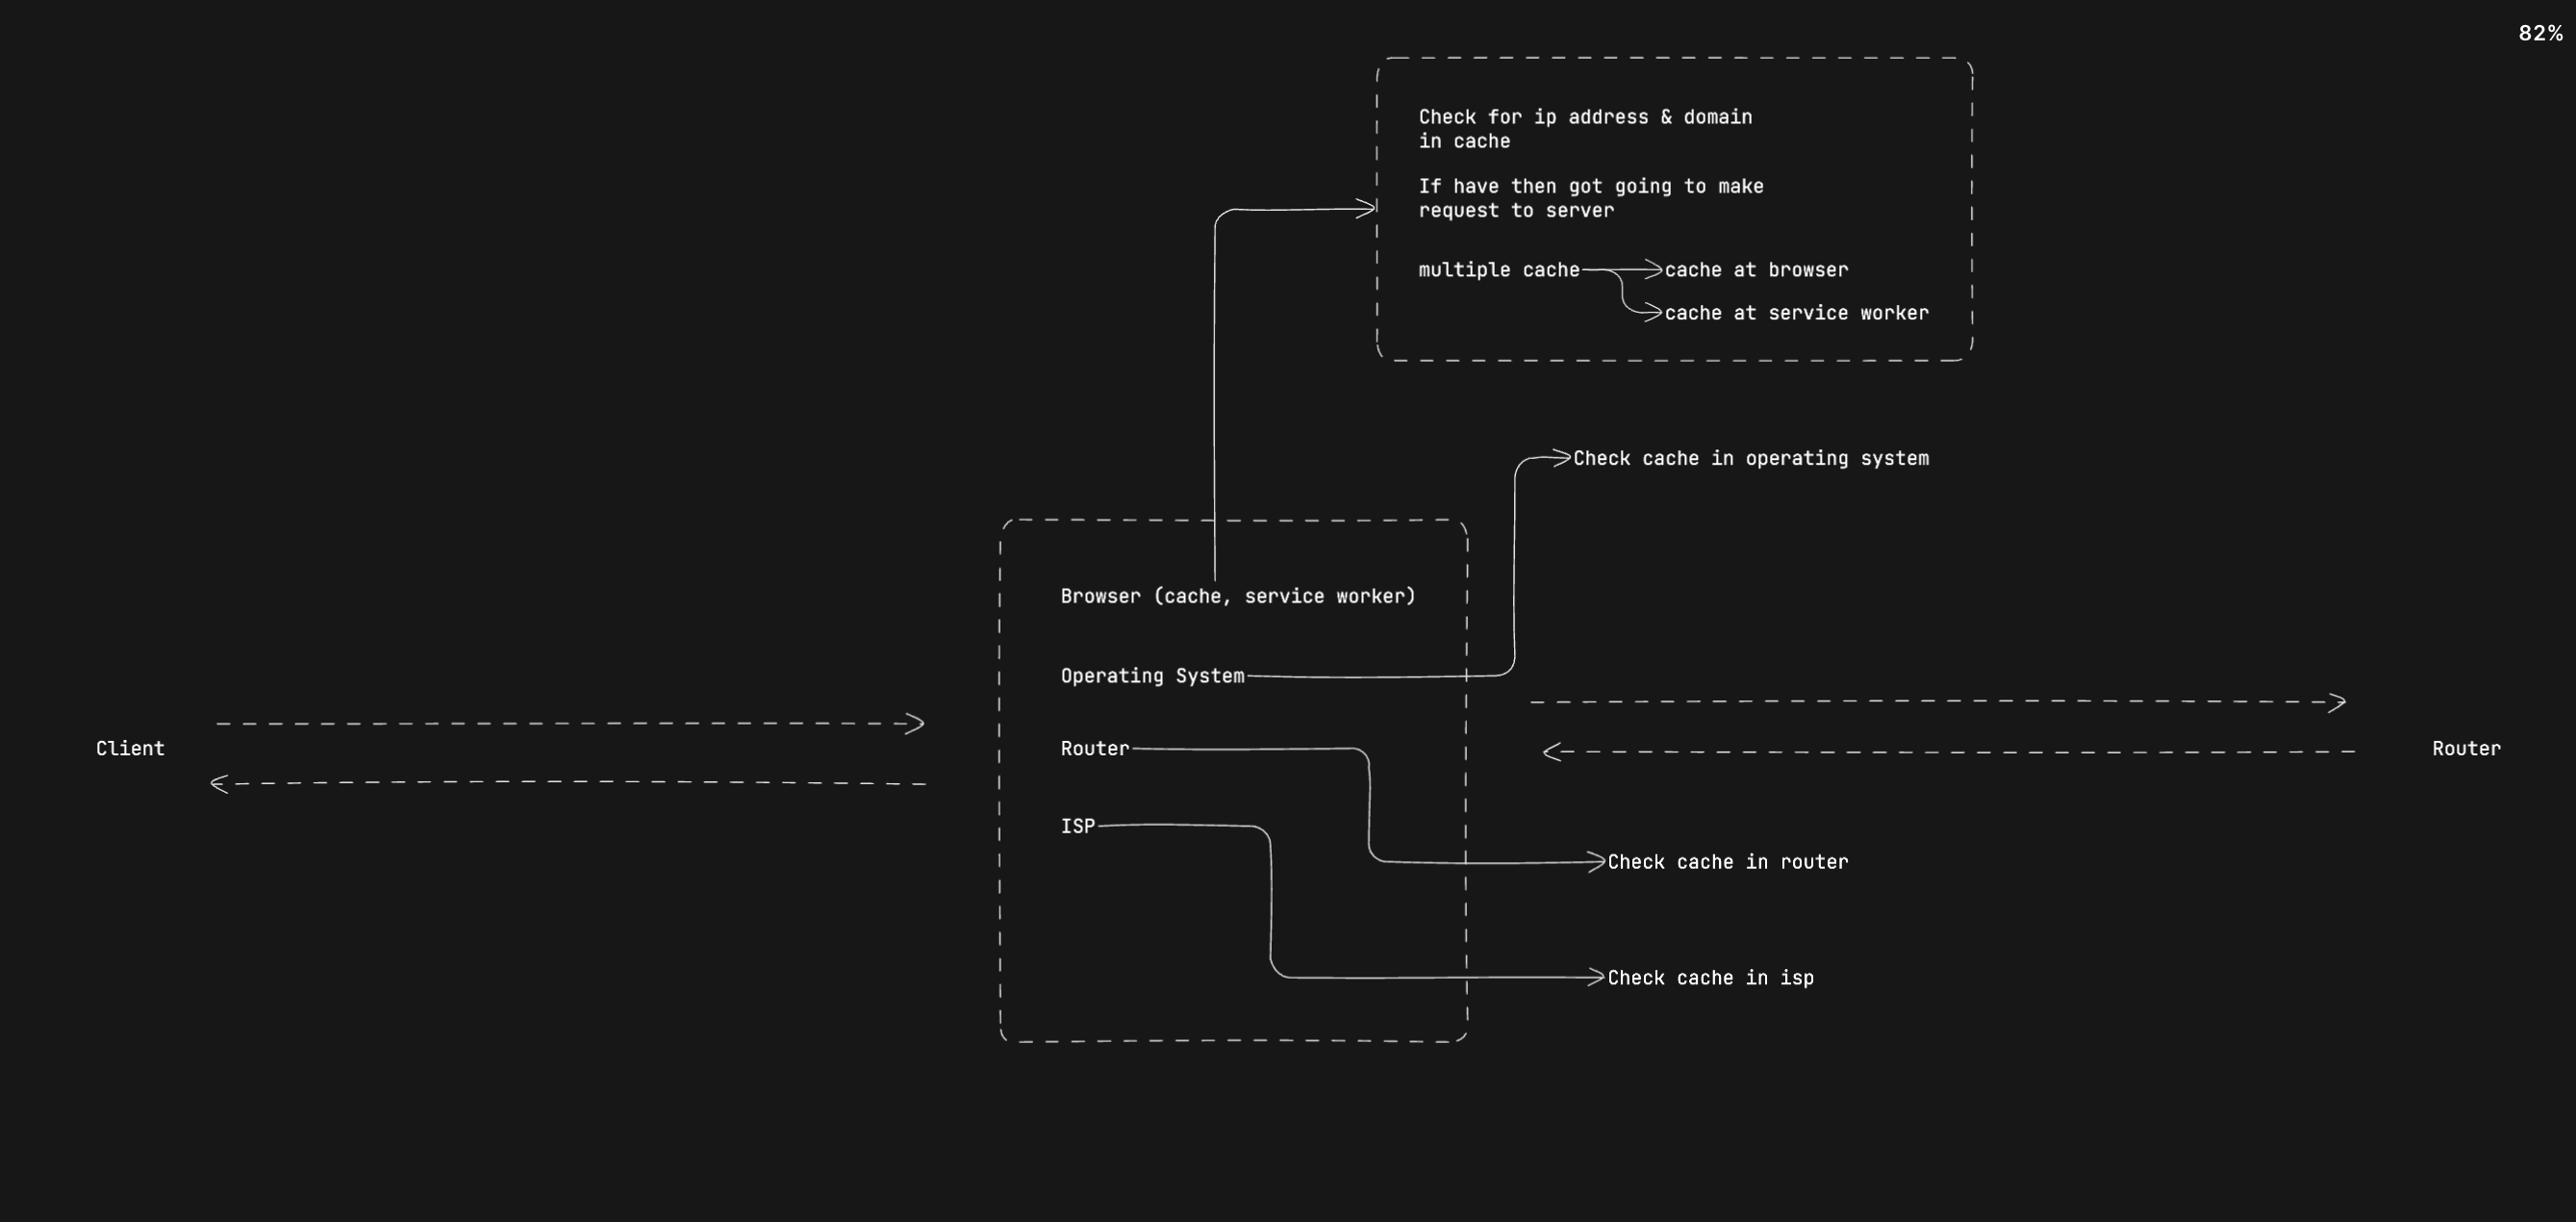 82%
Check for ip address & domain
in cache
If have then got going to make
request to server
multiple cache
cache at browser
cache at service worker
Check cache in operating system
Browser (cache, service worker)
Operating System
Client
Router
Router
ISP
Check cache in router
Check cache in isp